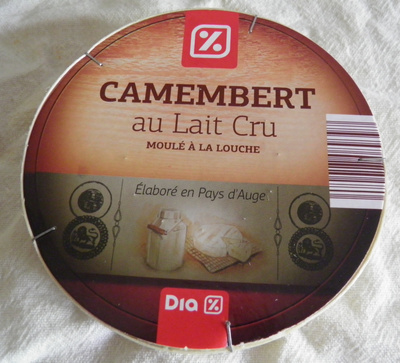 %
CAMEMBERT
au Lait Cru
MOULÉ À LA LOUCHE
Élaboré en Pays d'Auge
Dia %